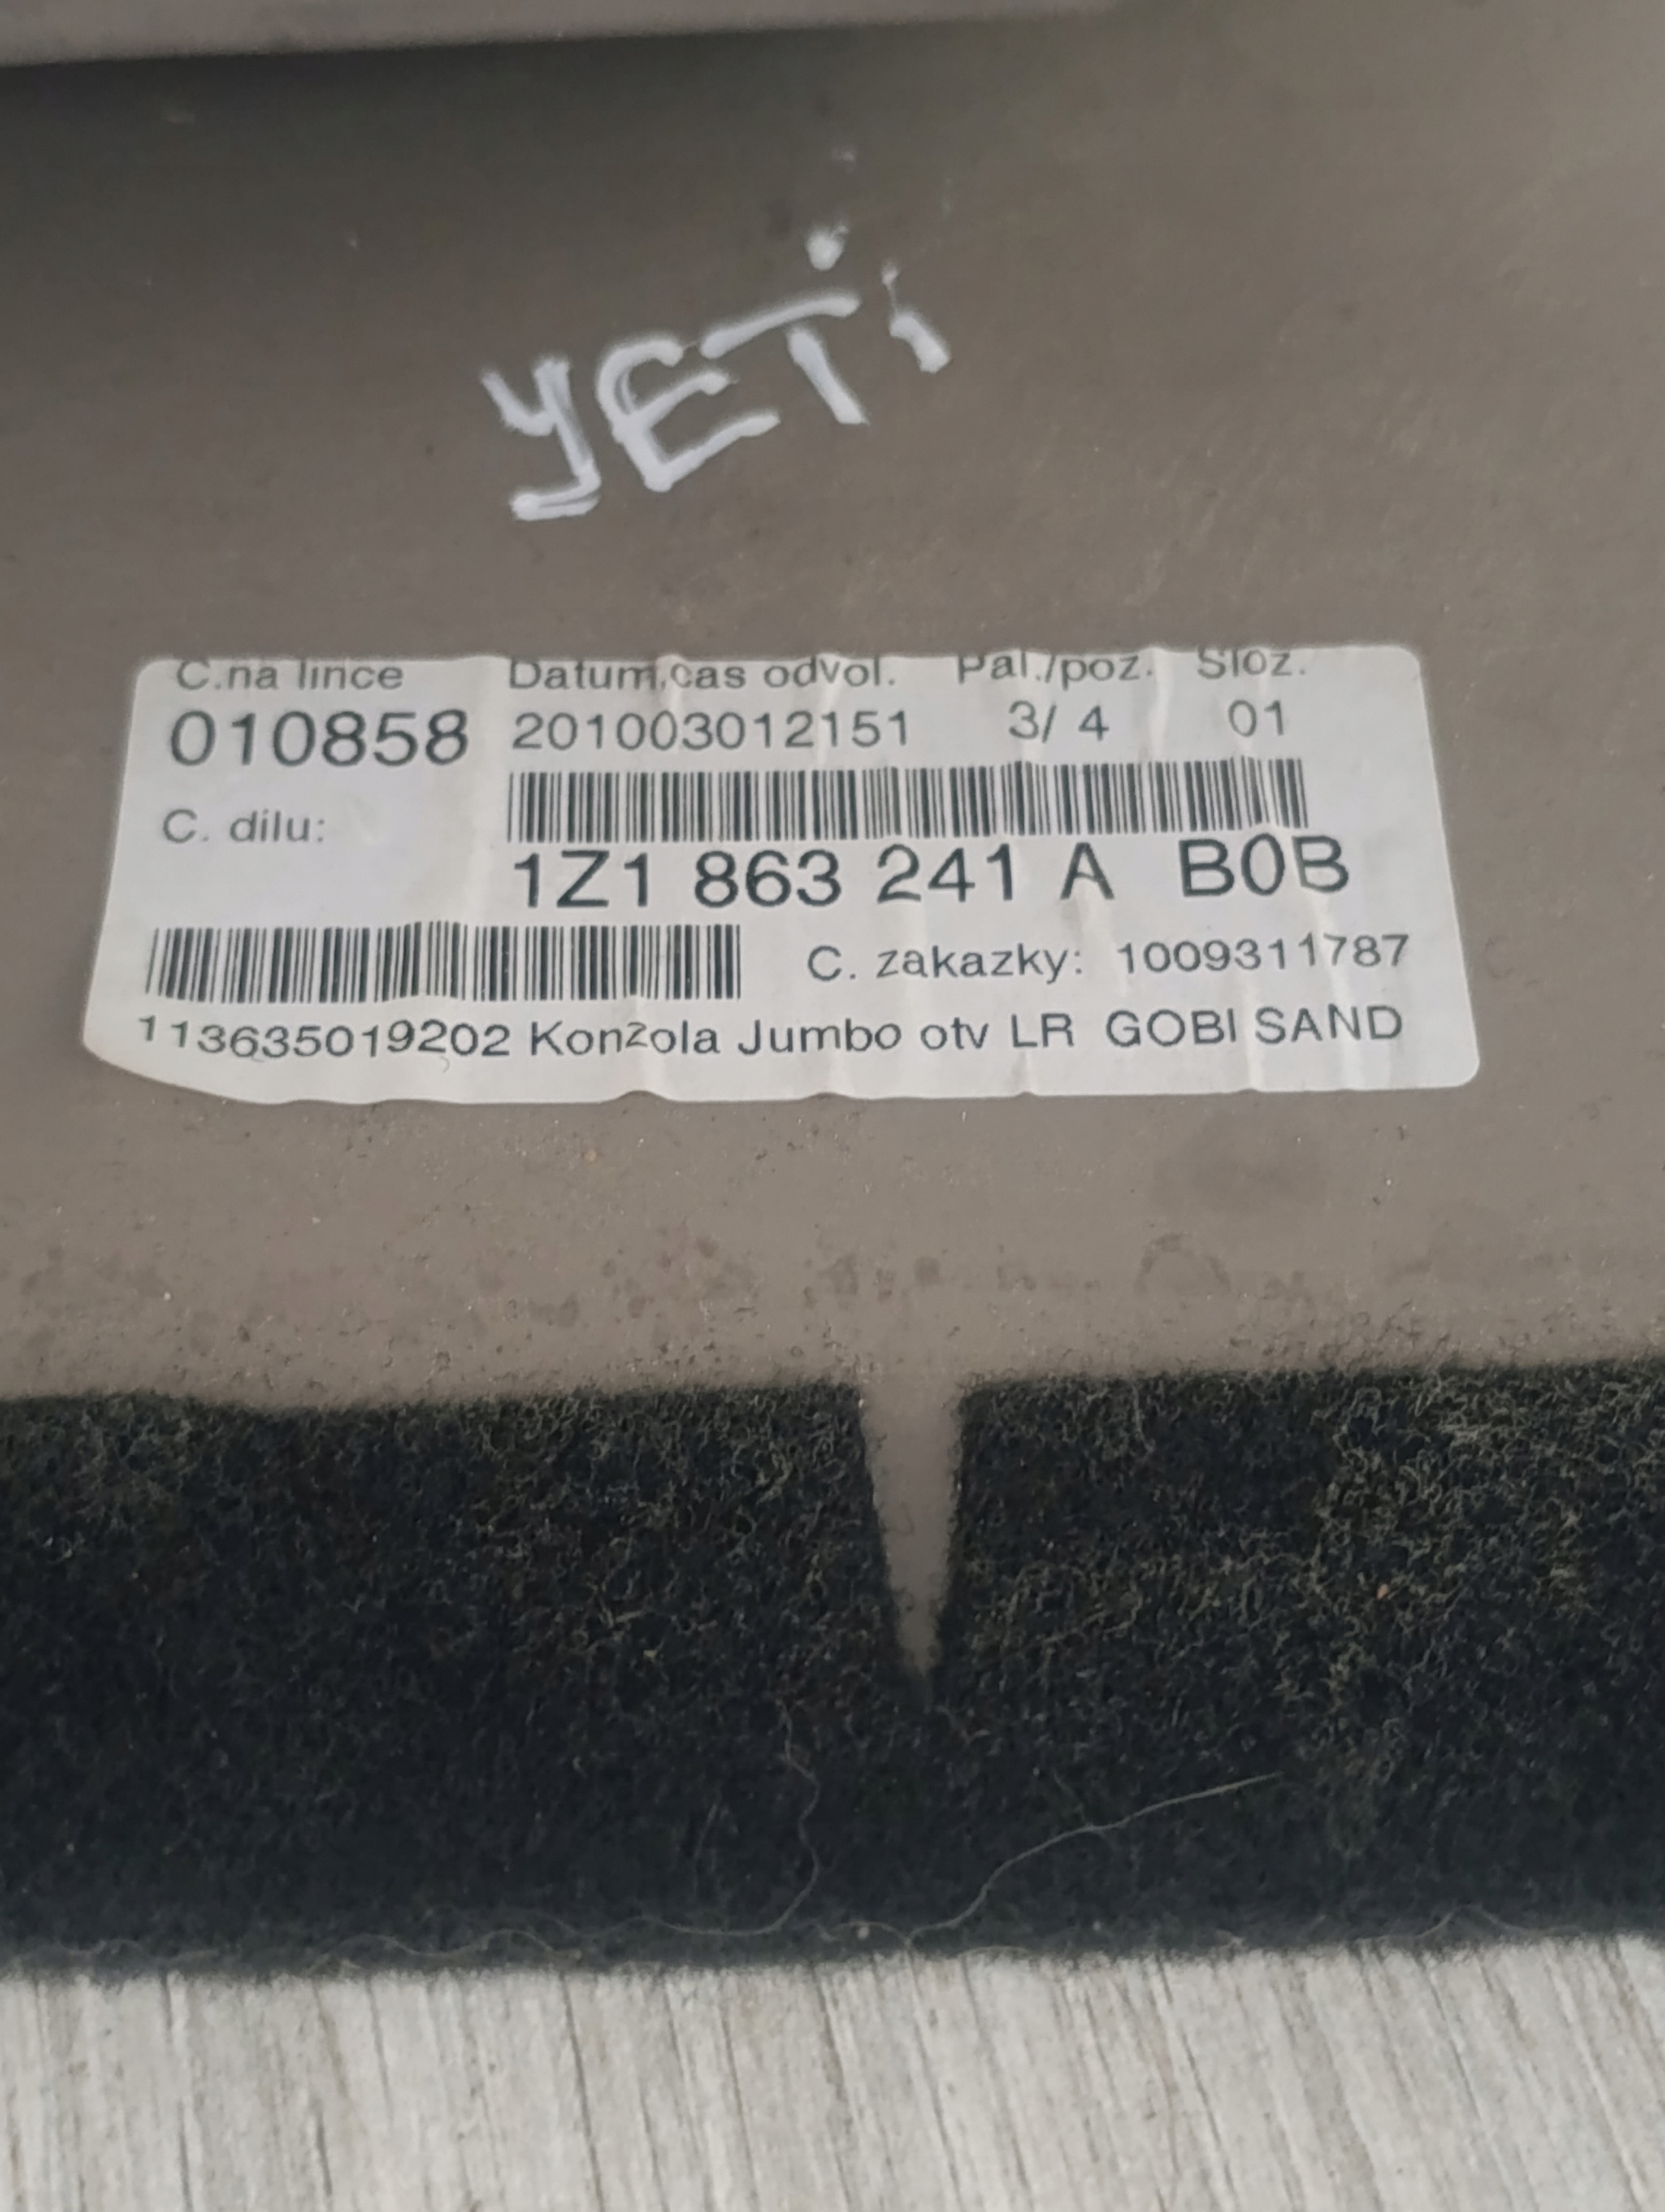 YETi
C.na lince Datum,cas odvol. Pal./poz. Sloz.
010858 201003012151 3/ 4 01
C. dilu:
1Z1 863 241 A B0B
C. zakazky: 1009311787
113635019202 Konzola Jumbo otv LR GOBI SAND